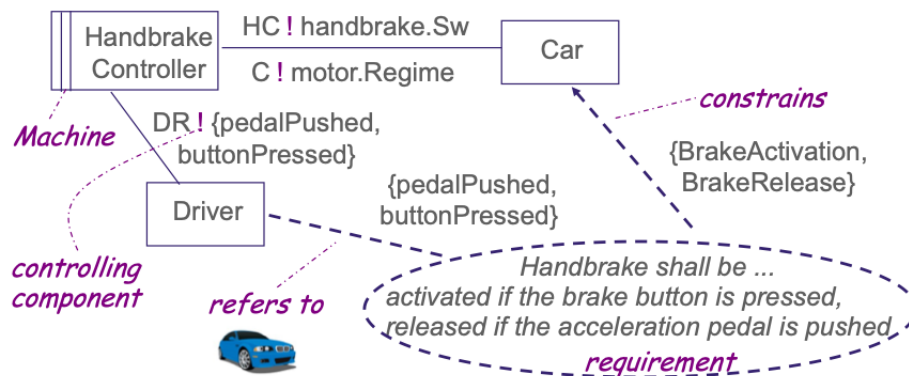 HC ! handbrake.Sw
Handbrake
Controller
Car
C ! motor.Regime
constrains
Machine
DR ! {pedalPushed,
buttonPressed}
{BrakeActivation,
BrakeRelease}
{pedalPushed,
buttonPressed}
Driver
controlling
component
refers to
Handbrake shall be ...
activated if the brake button is pressed,
released if the acceleration pedal is pushed
requirement